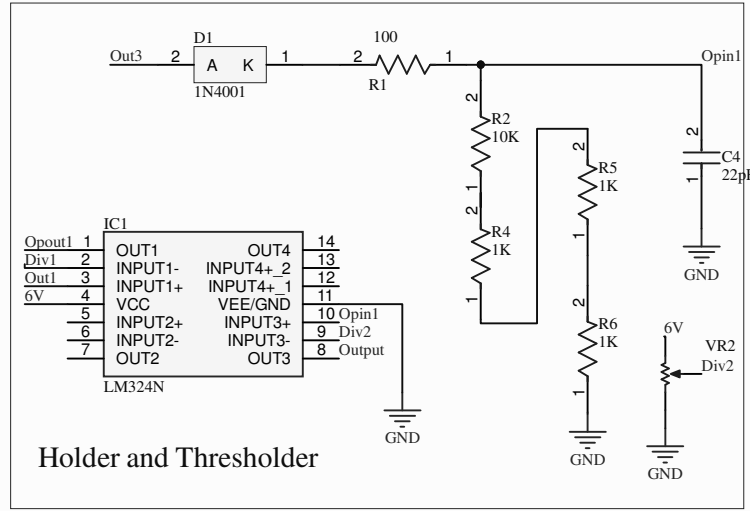 D1
100
Out3 2 A K 1 2 1 Opin1
1N4001 R1
2 R2 10K 1
2 R4 1K 1
2 R5 1K 1
2 R6 1K 1
2 C4 1 22p
GND
IC1
Opout1 1 OUT1 OUT4 14
Div1 2 INPUT1- INPUT4+_2 13
Out1 3 INPUT1+ INPUT4+_1 12
6V 4 VCC VEE/GND 11
5 INPUT2+ INPUT3+ 10 Opin1
6 INPUT2- INPUT3- 9 Div2
7 OUT2 OUT3 8 Output
LM324N
GND
GND
6V VR2
Div2
GND
Holder and Thresholder